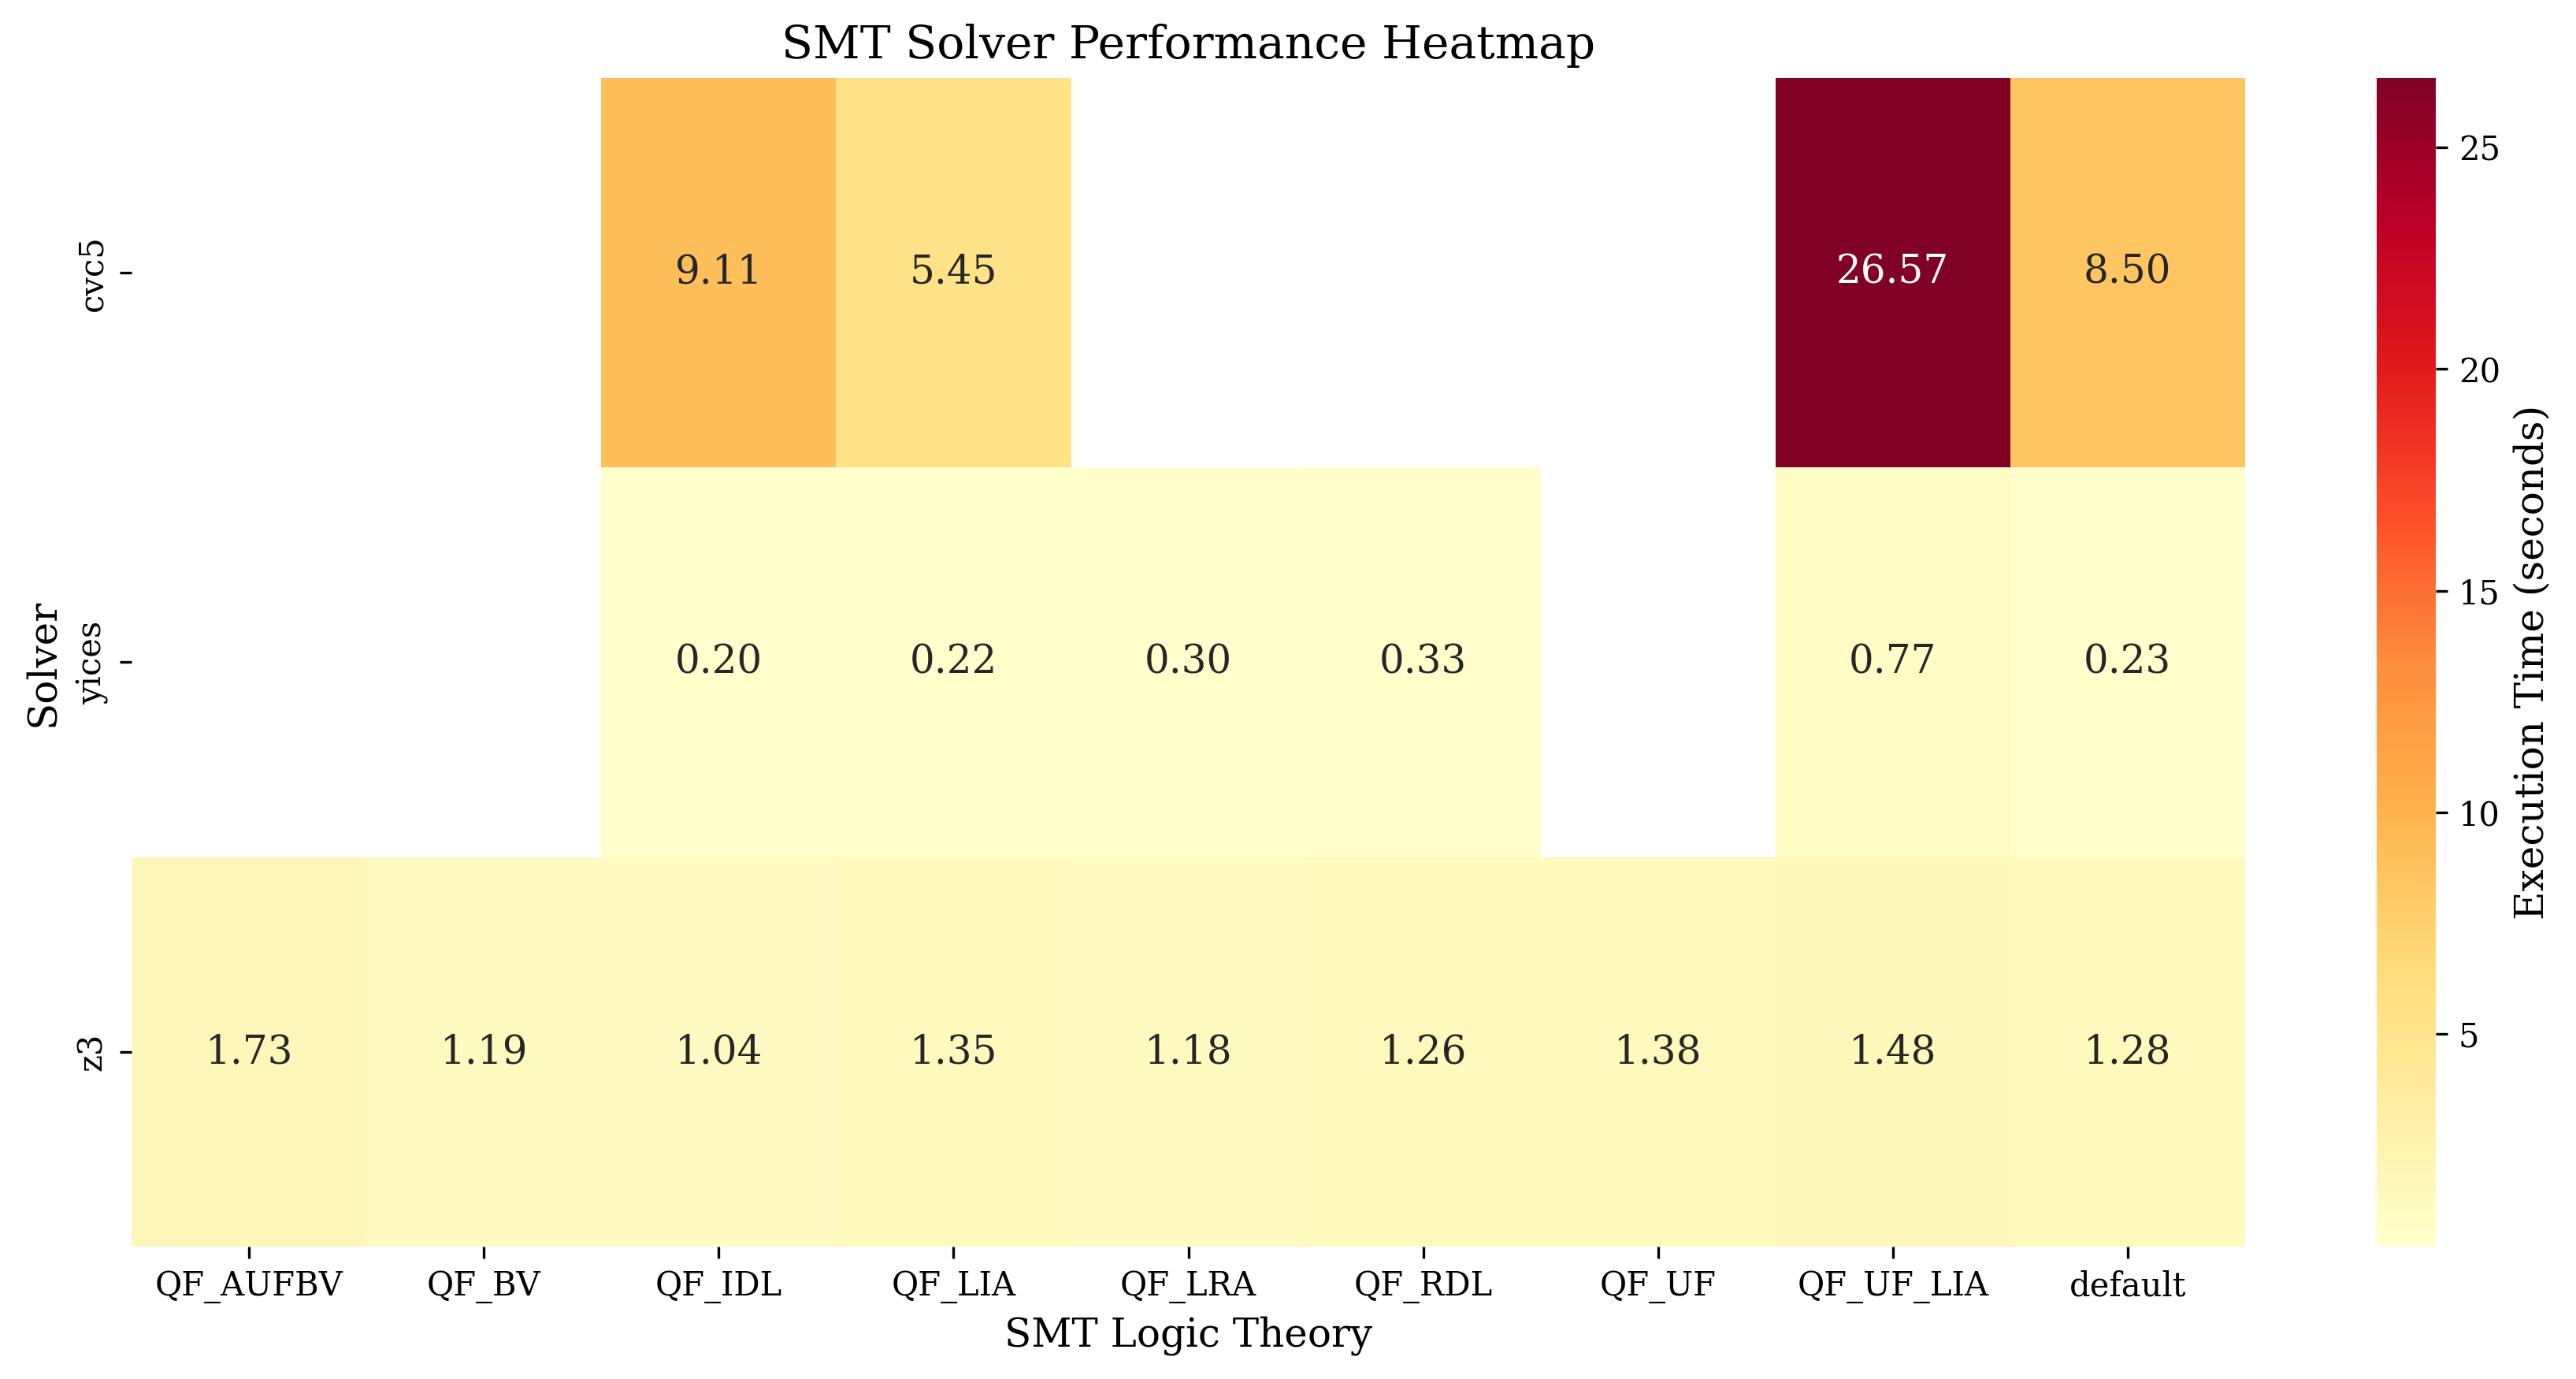 SMT Solver Performance Heatmap
Solver
cvc5
9.11 5.45 26.57 8.50
yices
0.20 0.22 0.30 0.33 0.77 0.23
z3
1.73 1.19 1.04 1.35 1.18 1.26 1.38 1.48 1.28
QF_AUFBV QF_BV QF_IDL QF_LIA QF_LRA QF_RDL QF_UF QF_UF_LIA default
SMT Logic Theory
25
20
15
10
5
Execution Time (seconds)